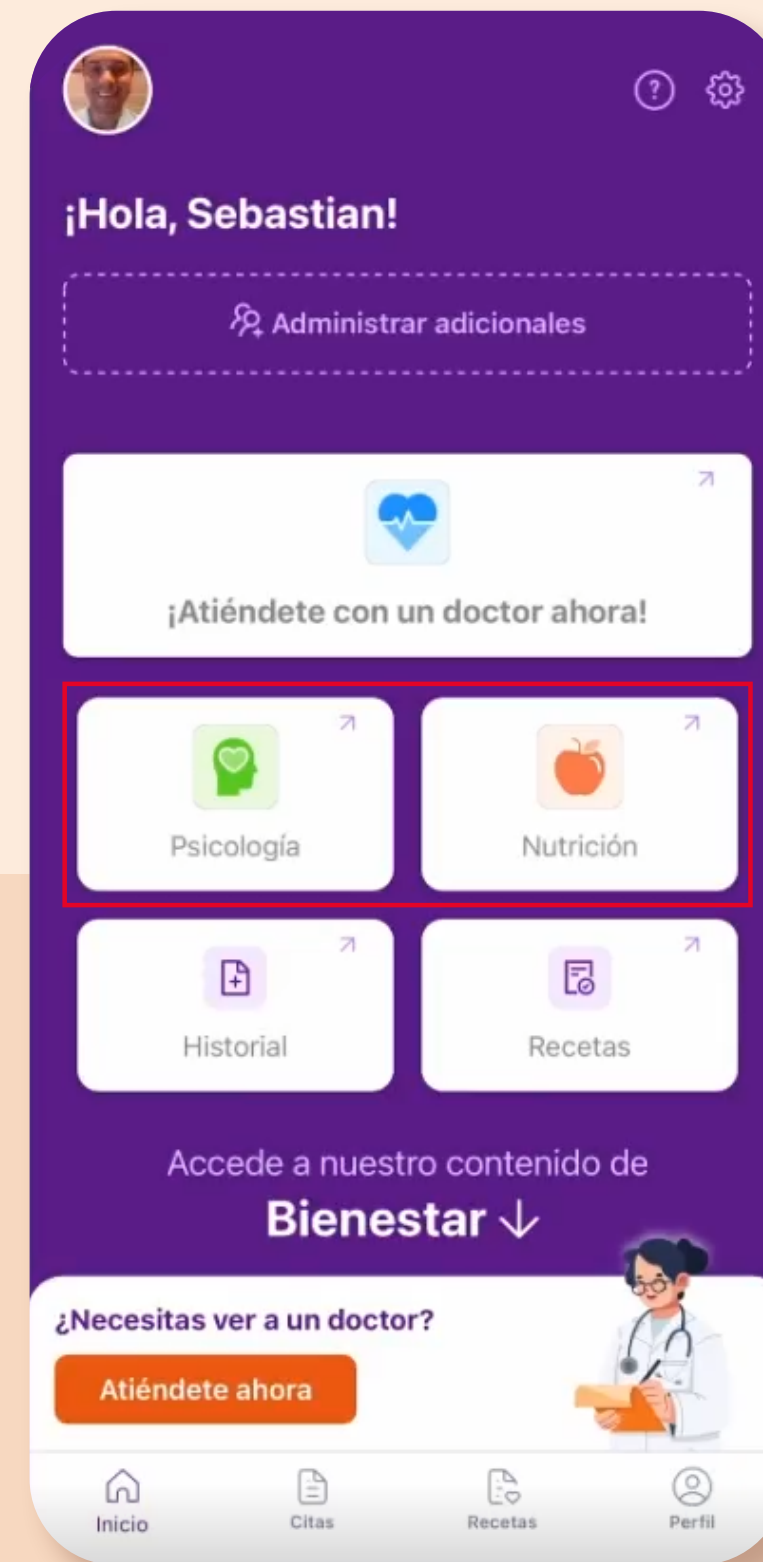 ¡Hola, Sebastian!
Administrar adicionales
¡Atiéndete con un doctor ahora!
Psicología
Nutrición
Historial
Recetas
Accede a nuestro contenido de
Bienestar
¿Necesitas ver a un doctor?
Atiéndete ahora
Inicio
Citas
Recetas
Perfil